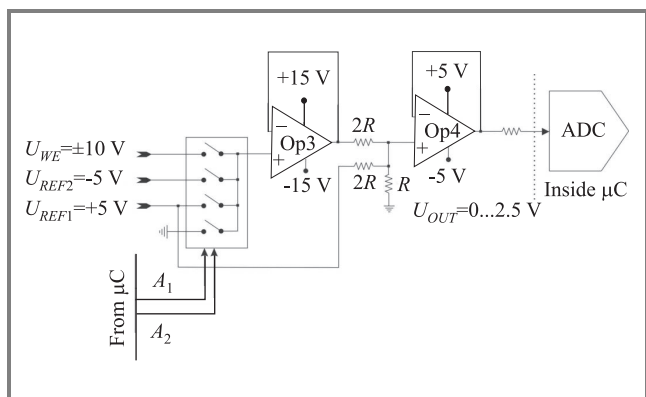 +15 V
+5 V
U_WE=±10 V
U_REF2=-5 V
U_REF1=+5 V
−
+
Op3
-15 V
2R
2R
R
−
+
Op4
-5 V
ADC
Inside μC
U_OUT=0...2.5 V
From μC
A_1
A_2